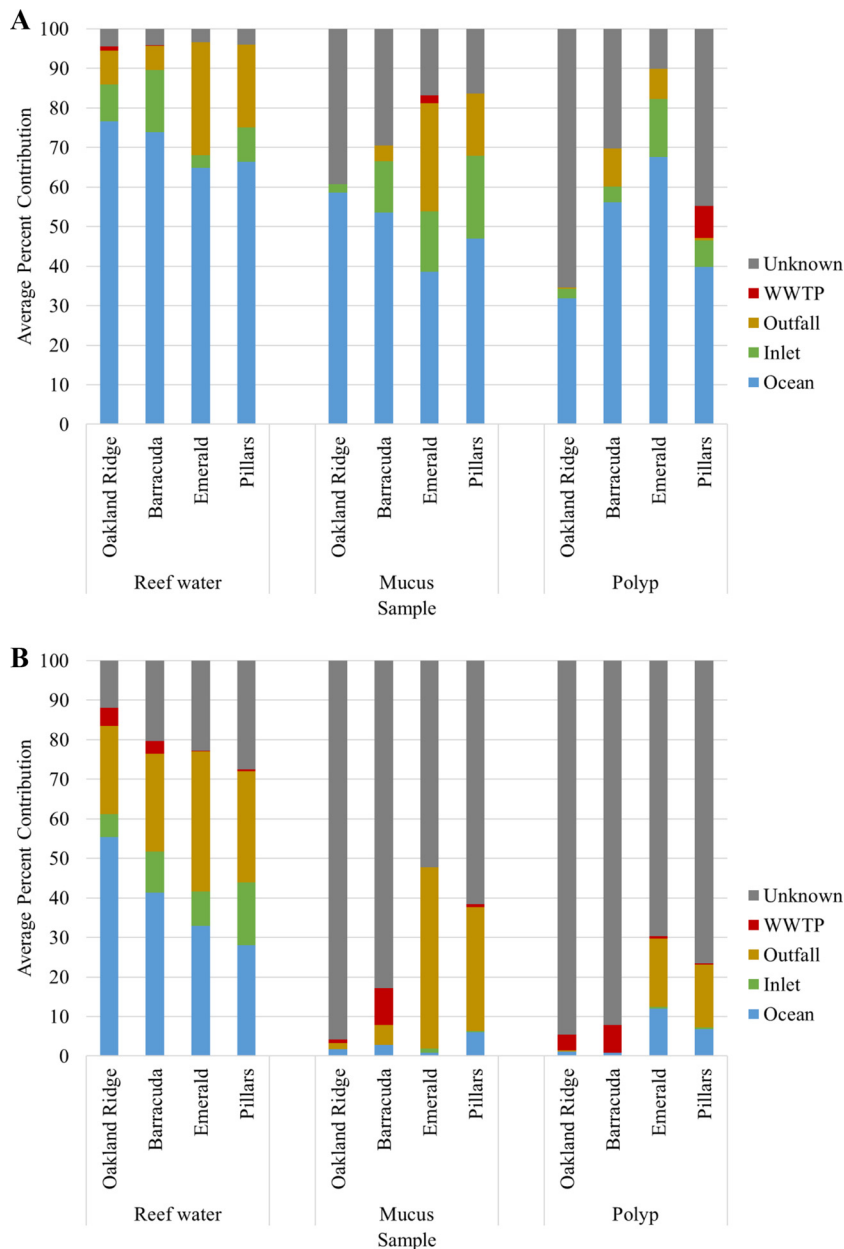 A
Average Percent Contribution
100
90
80
70
60
50
40
30
20
10
0
Oakland Ridge
Barracuda
Emerald
Pillars
Oakland Ridge
Barracuda
Emerald
Pillars
Oakland Ridge
Barracuda
Emerald
Pillars
Reef water
Mucus
Polyp
Sample
Unknown
WWTP
Outfall
Inlet
Ocean
B
Average Percent Contribution
100
90
80
70
60
50
40
30
20
10
0
Oakland Ridge
Barracuda
Emerald
Pillars
Oakland Ridge
Barracuda
Emerald
Pillars
Oakland Ridge
Barracuda
Emerald
Pillars
Reef water
Mucus
Polyp
Sample
Unknown
WWTP
Outfall
Inlet
Ocean